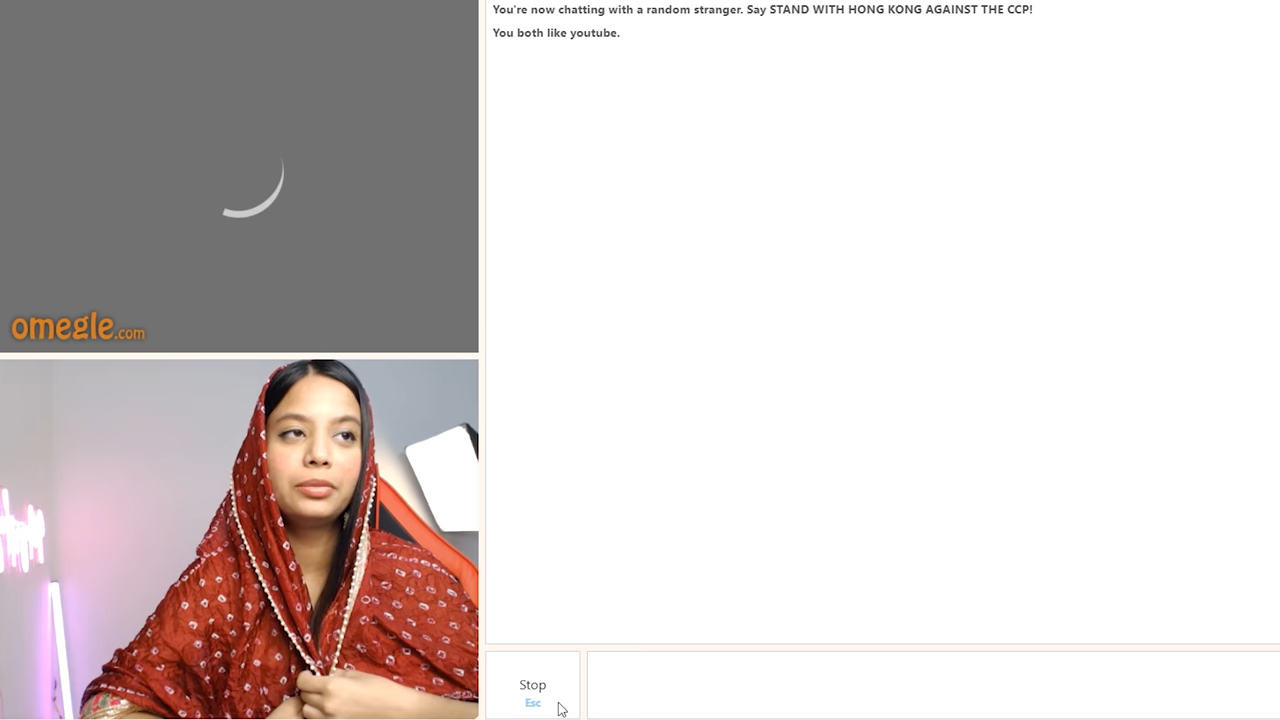 You're now chatting with a random stranger. Say STAND WITH HONG KONG AGAINST THE CCP!
You both like youtube.
omegle.com
Stop
Esc